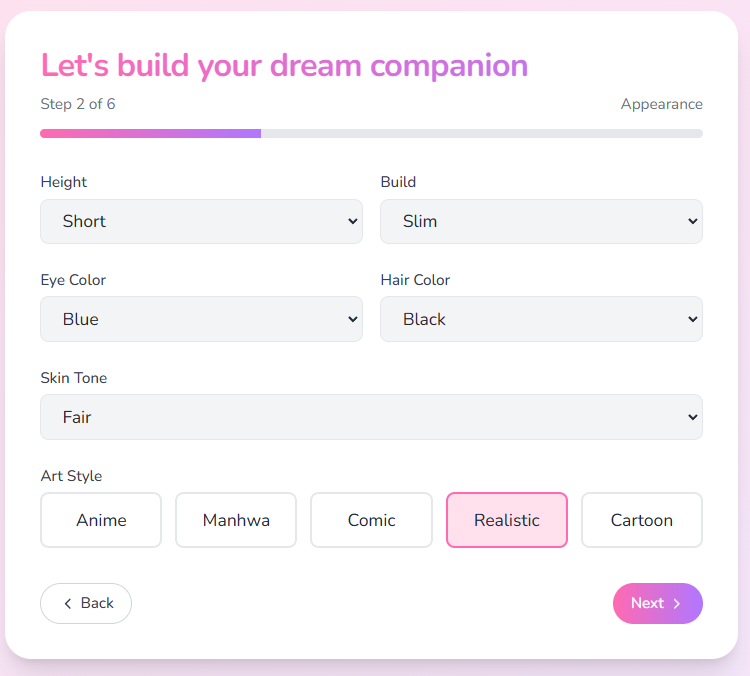 Let's build your dream companion
Step 2 of 6 Appearance
Height Build
Short Slim
Eye Color Hair Color
Blue Black
Skin Tone
Fair
Art Style
Anime Manhwa Comic Realistic Cartoon
Back Next